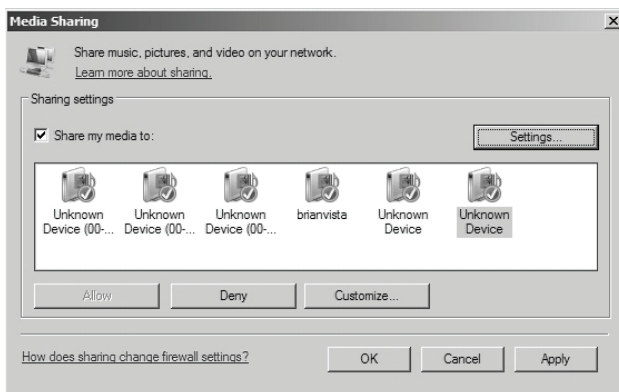 Media Sharing
Share music, pictures, and video on your network.
Learn more about sharing.
Sharing settings
Share my media to:
Settings...
Unknown Unknown Unknown brianvista Unknown Unknown
Device (00-... Device (00-... Device (00-... Device Device
Allow Deny Customize...
How does sharing change firewall settings? OK Cancel Apply